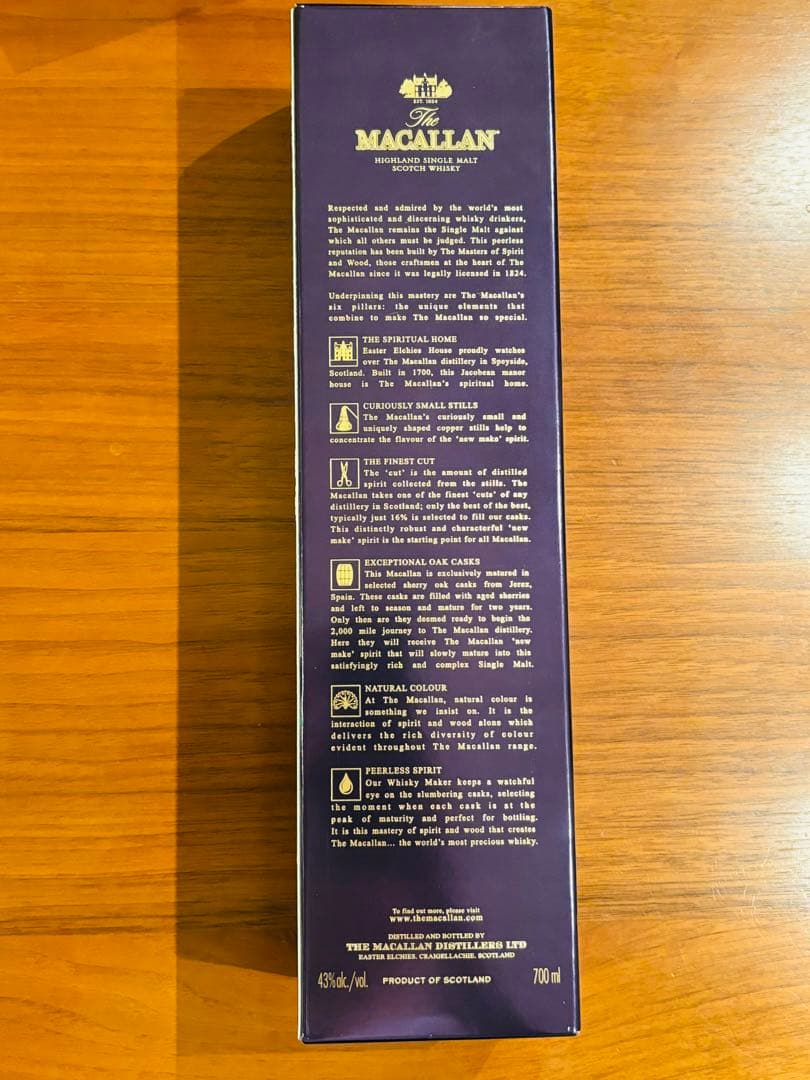 EST. 1824
The
MACALLAN
HIGHLAND SINGLE MALT
SCOTCH WHISKY
Respected and admired by the world's most
sophisticated and discerning whisky drinkers,
The Macallan remains the Single Malt against
which all others must be judged. This peerless
reputation has been built by The Masters of Spirit
and Wood, those craftsmen at the heart of The
Macallan since it was legally licensed in 1824.
Underpinning this mastery are The Macallan's
six pillars: the unique elements that
combine to make The Macallan so special.
THE SPIRITUAL HOME
Easter Elchies House proudly watches
over The Macallan distillery in Speyside,
Scotland. Built in 1700, this Jacobean manor
house is The Macallan's spiritual home.
CURIOUSLY SMALL STILLS
The Macallan's curiously small and
uniquely shaped copper stills help to
concentrate the flavour of the 'new make' spirit.
THE FINEST CUT
The 'cut' is the amount of distilled
spirit collected from the stills. The
Macallan takes one of the finest 'cuts' of any
distillery in Scotland; only the best of the best,
typically just 16% is selected to fill our casks.
This distinctly robust and characterful 'new
make' spirit is the starting point for all Macallan.
EXCEPTIONAL OAK CASKS
This Macallan is exclusively matured in
selected sherry oak casks from Jerez,
Spain. These casks are filled with aged sherries
and left to season and mature for two years.
Only then are they deemed ready to begin the
2,000 mile journey to The Macallan distillery.
Here they will receive The Macallan 'new
make' spirit that will slowly mature into this
satisfyingly rich and complex Single Malt.
NATURAL COLOUR
At The Macallan, natural colour is
something we insist on. It is the
interaction of spirit and wood alone which
delivers the rich diversity of colour
evident throughout The Macallan range.
PEERLESS SPIRIT
Our Whisky Maker keeps a watchful
eye on the slumbering casks, selecting
the moment when each cask is at the
peak of maturity and perfect for bottling.
It is this mastery of spirit and wood that creates
The Macallan... the world's most precious whisky.
To find out more, please visit
www.themacallan.com
DISTILLED AND BOTTLED BY
THE MACALLAN DISTILLERS LTD
EASTER ELCHIES, CRAIGELLACHIE, SCOTLAND
43%alc./vol. PRODUCT OF SCOTLAND 700 ml